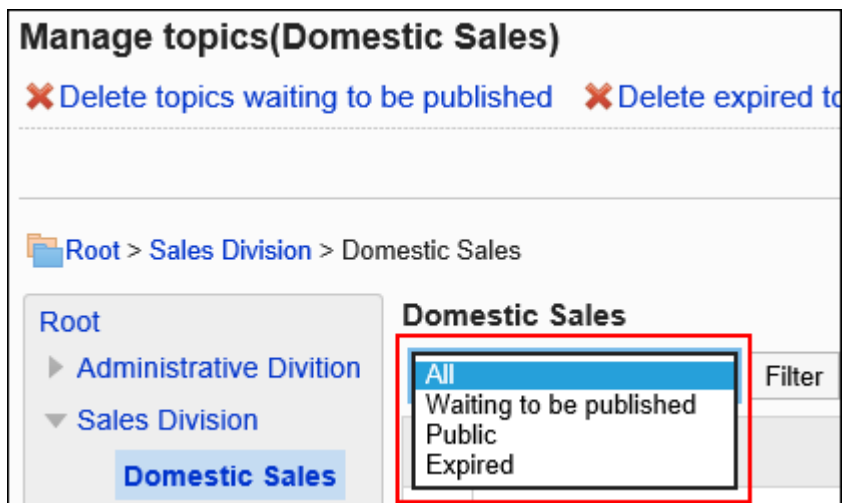 Manage topics(Domestic Sales)
Delete topics waiting to be published Delete expired
Root > Sales Division > Domestic Sales
Root
Administrative Divition
Sales Division
Domestic Sales
Domestic Sales
All
Waiting to be published
Public
Expired
Filter